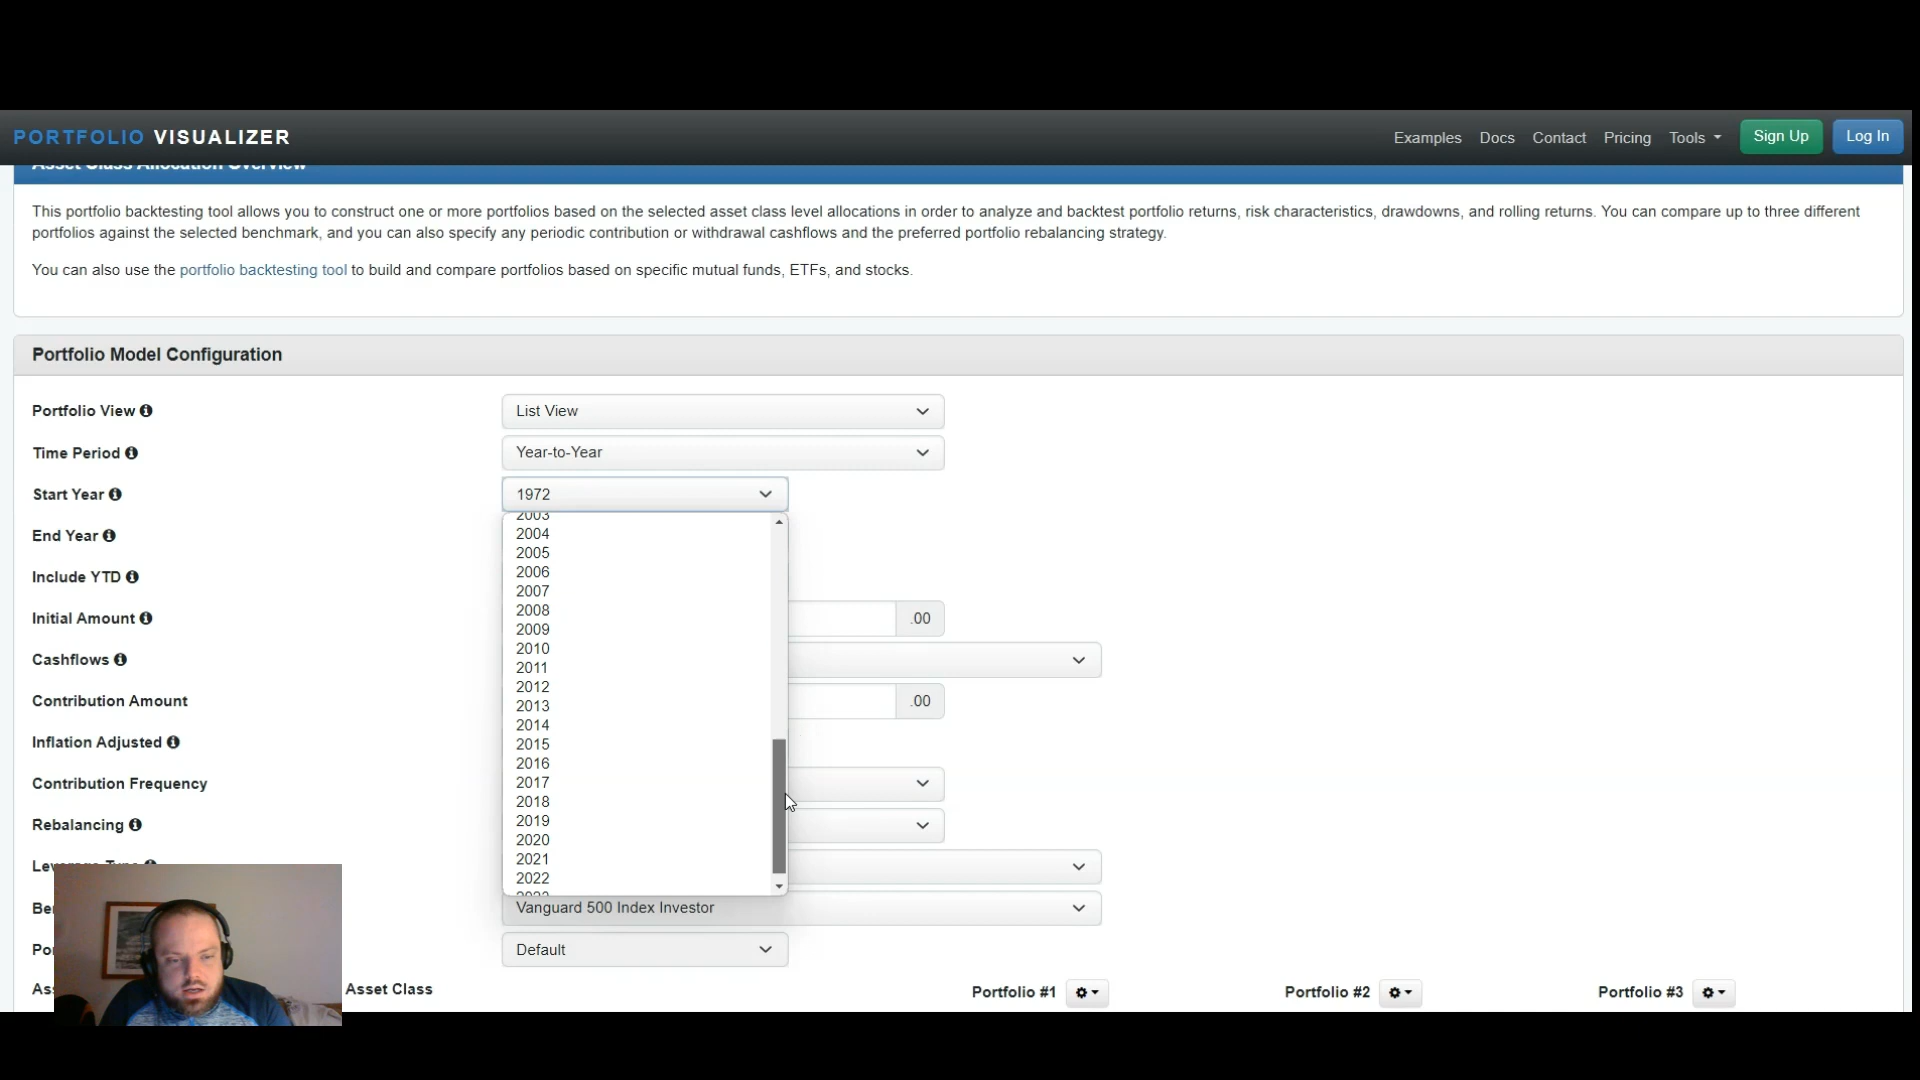 PORTFOLIO VISUALIZER
Examples Docs Contact Pricing Tools Sign Up Log In
Asset Class Allocation Overview
This portfolio backtesting tool allows you to construct one or more portfolios based on the selected asset class level allocations in order to analyze and backtest portfolio returns, risk characteristics, drawdowns, and rolling returns. You can compare up to three different
portfolios against the selected benchmark, and you can also specify any periodic contribution or withdrawal cashflows and the preferred portfolio rebalancing strategy.
You can also use the portfolio backtesting tool to build and compare portfolios based on specific mutual funds, ETFs, and stocks.
Portfolio Model Configuration
Portfolio View List View
Time Period Year-to-Year
Start Year 1972
2003
2004
End Year
2005
2006
Include YTD
2007
2008
Initial Amount .00
2009
2010
Cashflows
2011
2012
Contribution Amount .00
2013
2014
Inflation Adjusted
2015
2016
Contribution Frequency
2017
2018
Rebalancing
2019
2020
2021
2022
Vanguard 500 Index Investor
Default
Asset Class Portfolio #1 Portfolio #2 Portfolio #3